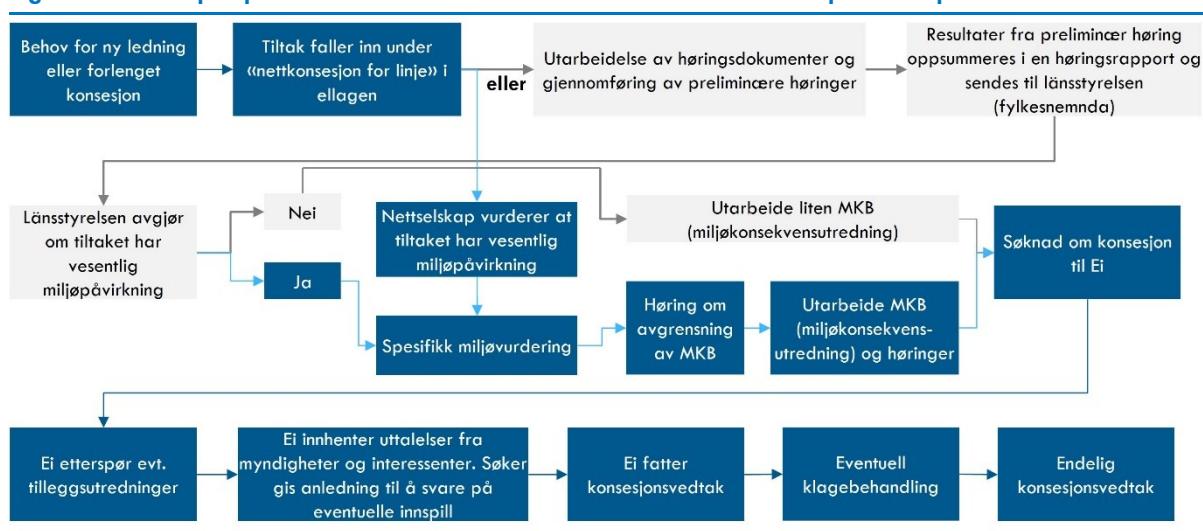 Behov for ny ledning
eller forlenget
konsesjon
Tiltak faller inn under
«nettkonsesjon for linje» i
ellagen
eller
Utarbeidelse av høringsdokumenter og
gjennomføring av preliminære høringer
Resultater fra preliminær høring
oppsummeres i en høringsrapport og
sendes til länsstyrelsen
(fylkesnemnda)
Länsstyrelsen avgjør
om tiltaket har
vesentlig
miljøpåvirkning
Nei
Ja
Nettselskap vurderer at
tiltaket har vesentlig
miljøpåvirkning
Utarbeide liten MKB
(miljøkonsekvensutredning)
Søknad om konsesjon
til Ei
Spesifikk miljøvurdering
Høring om
avgrensning
av MKB
Utarbeide MKB
(miljøkonsekvens-
utredning) og høringer
Ei etterspør evt.
tilleggsutredninger
Ei innhenter uttalelser fra
myndigheter og interessenter. Søker
gis anledning til å svare på
eventuelle innspill
Ei fatter
konsesjonsvedtak
Eventuell
klagebehandling
Endelig
konsesjonsvedtak